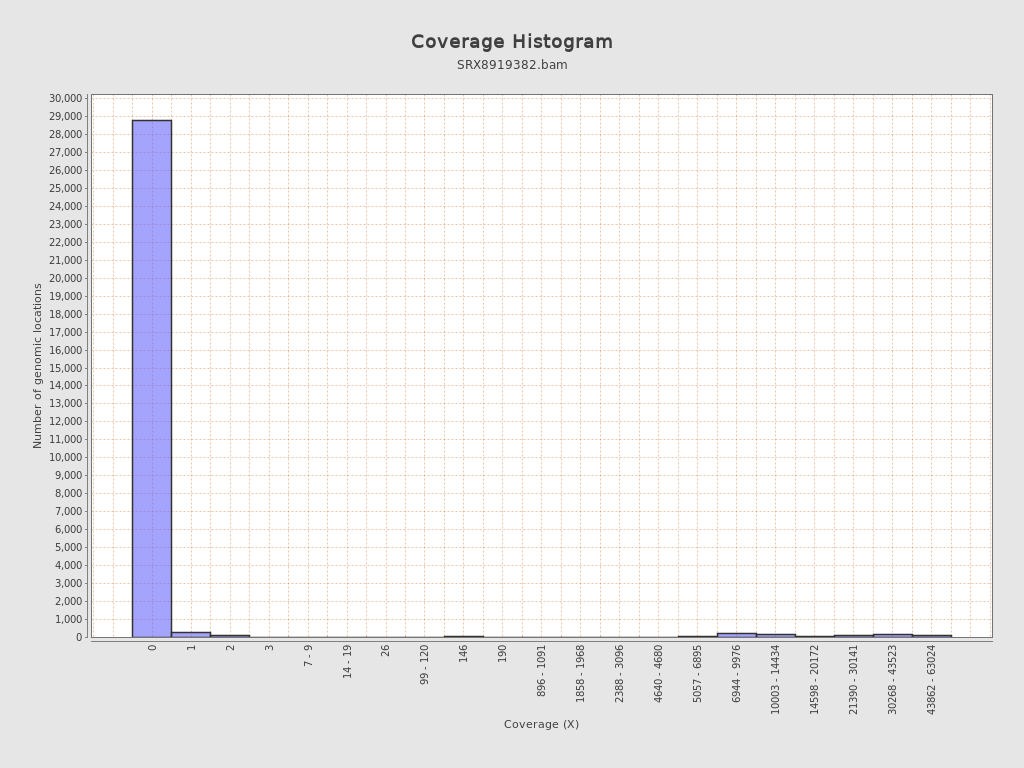 Coverage Histogram
SRX8919382.bam
30,000
29,000
28,000
27,000
26,000
25,000
24,000
23,000
22,000
21,000
20,000
19,000
18,000
17,000
16,000
15,000
14,000
13,000
12,000
11,000
10,000
9,000
8,000
7,000
6,000
5,000
4,000
3,000
2,000
1,000
0
Number of genomic locations
0
1
2
3
7 - 9
14 - 19
26
99 - 120
146
190
896 - 1091
1858 - 1968
2388 - 3096
4640 - 4680
5057 - 6895
6944 - 9976
10003 - 14434
14598 - 20172
21390 - 30141
30268 - 43523
43862 - 63024
Coverage (X)